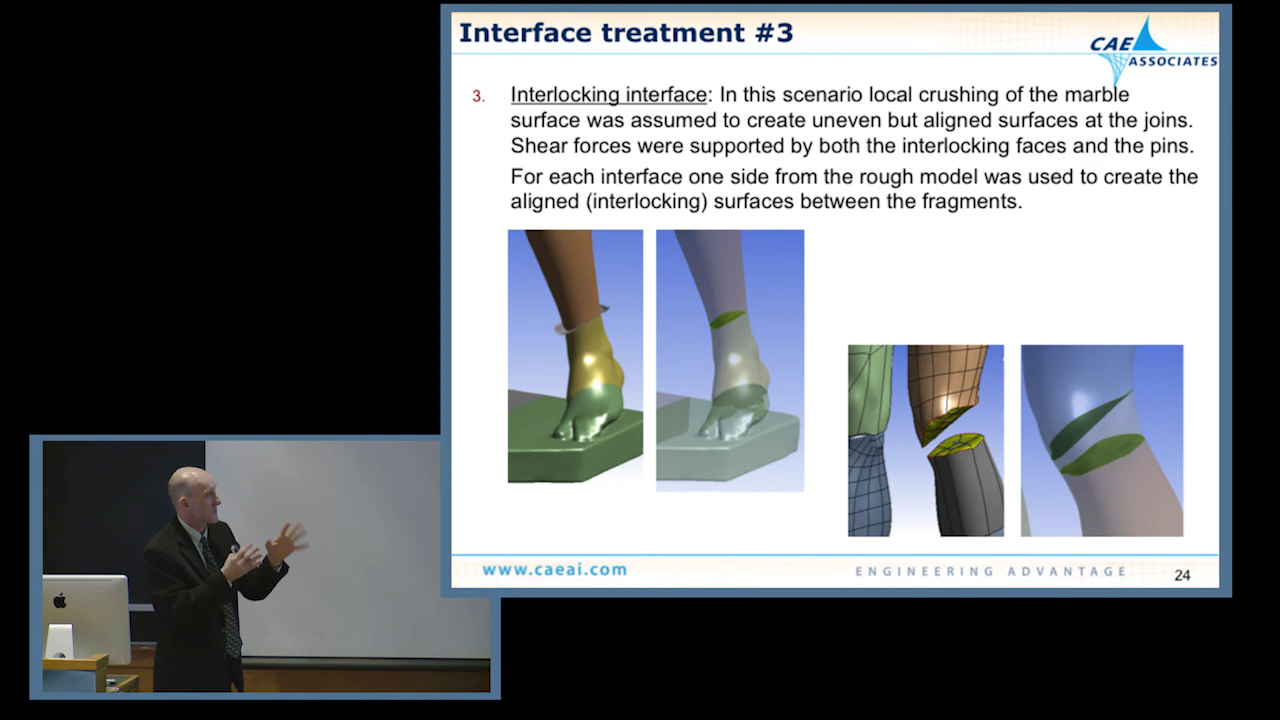 Interface treatment #3
CAE
ASSOCIATES
3. Interlocking interface: In this scenario local crushing of the marble
surface was assumed to create uneven but aligned surfaces at the joins.
Shear forces were supported by both the interlocking faces and the pins.
For each interface one side from the rough model was used to create the
aligned (interlocking) surfaces between the fragments.
www.caeai.com
ENGINEERING ADVANTAGE
24